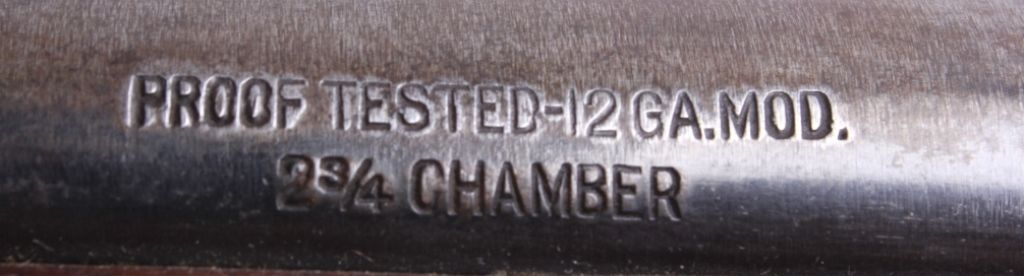 PROOF TESTED-12 GA.MOD.
2¾ CHAMBER